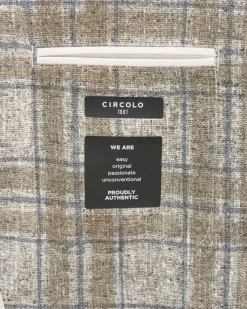 CIRCOLO
1901
WE ARE
easy
original
passionate
unconventional
PROUDLY
AUTHENTIC